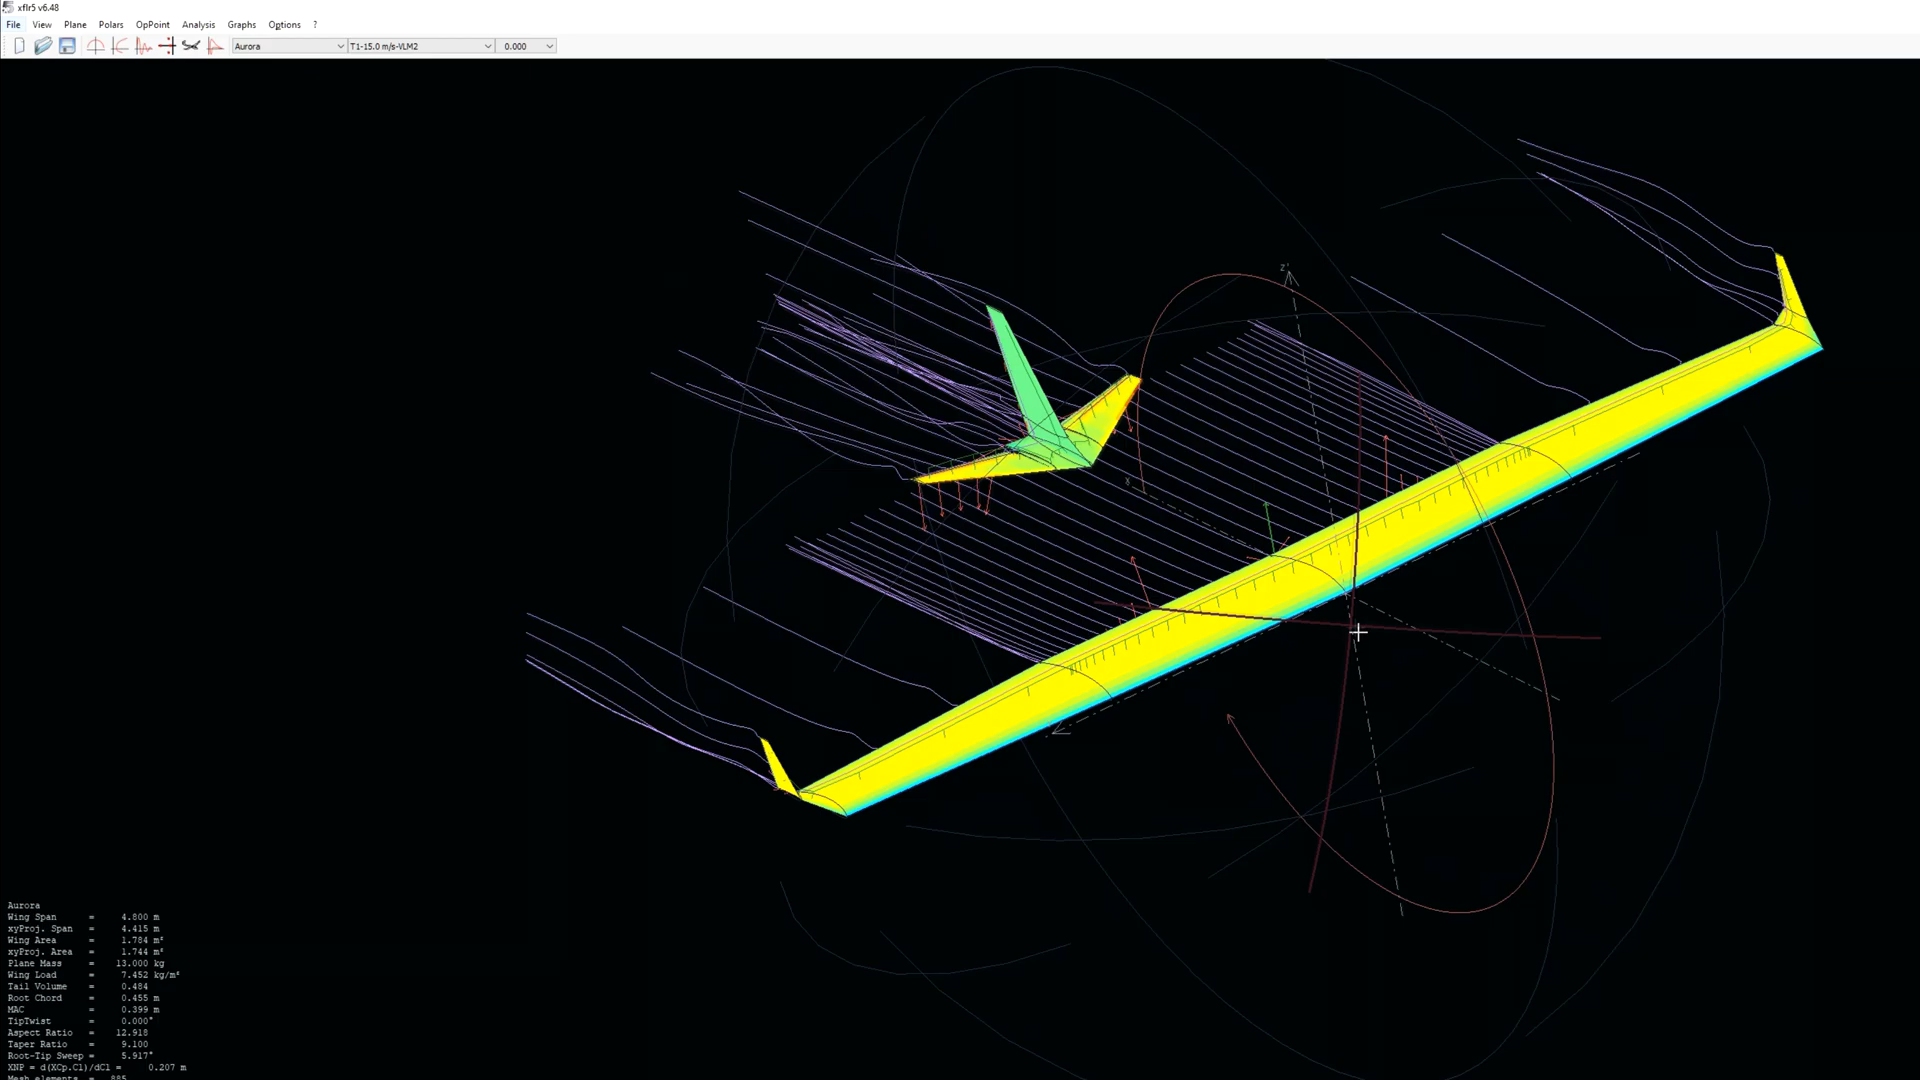 xflr5 v6.48
File View Plane Polars OpPoint Analysis Graphs Options ?
Aurora T1-15.0 m/s-VLM2 0.000
Z'
X
Aurora
Wing Span = 4.800 m
xyProj. Span = 4.415 m
Wing Area = 1.784 m²
xyProj. Area = 1.744 m²
Plane Mass = 13.000 kg
Wing Load = 7.452 kg/m²
Tail Volume = 0.484
Root Chord = 0.455 m
MAC = 0.399 m
TipTwist = 0.000°
Aspect Ratio = 12.918
Taper Ratio = 9.100
Root-Tip Sweep = 5.917°
XNP = d(XCp.Cl)/dCl = 0.207 m
Mesh elements = 885